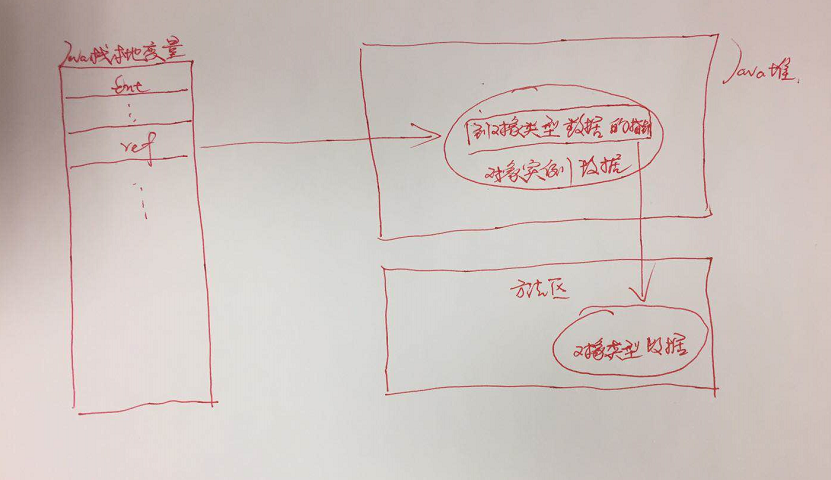 Java栈本地变量
int
ref
Java堆
到对象类型数据的指针
对象实例数据
方法区
对象类型数据